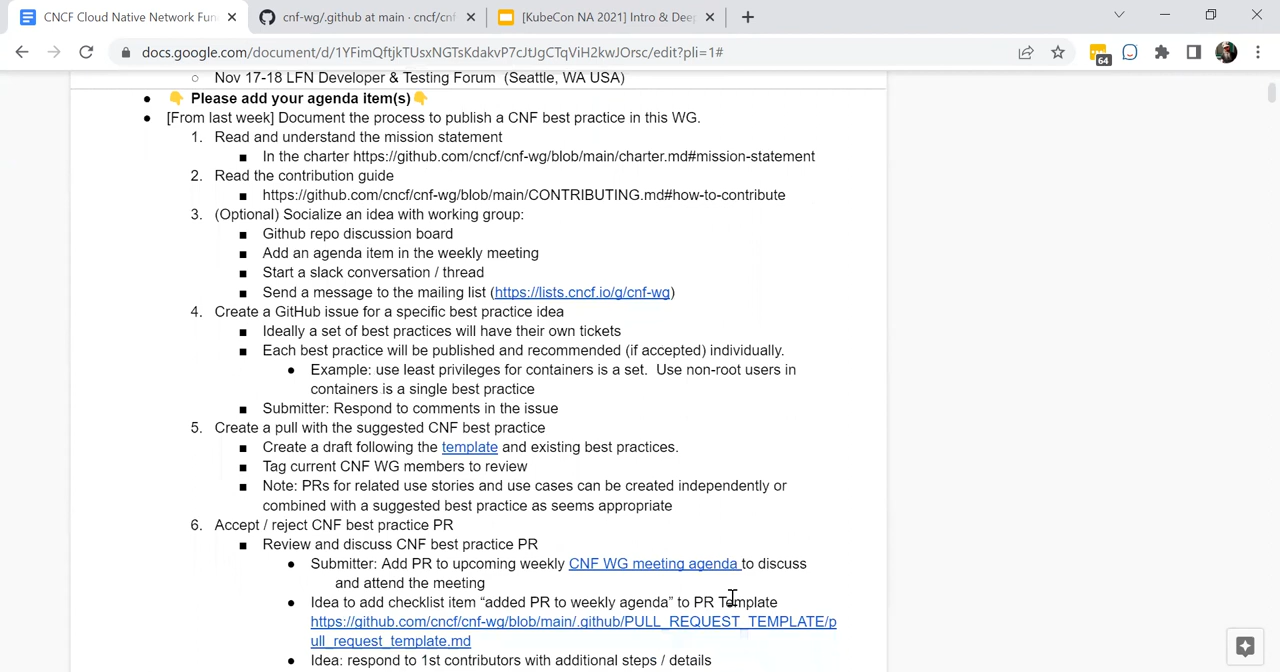 CNCF Cloud Native Network Fun
cnf-wg/.github at main · cncf/cnf
[KubeCon NA 2021] Intro & Deep
docs.google.com/document/d/1YFimQftjkTUsxNGTsKdakvP7cJtJgCTqViH2kwJOrsc/edit?pli=1#
64
○ Nov 17-18 LFN Developer & Testing Forum (Seattle, WA USA)
● 👇 Please add your agenda item(s)👇
● [From last week] Document the process to publish a CNF best practice in this WG.
1. Read and understand the mission statement
■ In the charter https://github.com/cncf/cnf-wg/blob/main/charter.md#mission-statement
2. Read the contribution guide
■ https://github.com/cncf/cnf-wg/blob/main/CONTRIBUTING.md#how-to-contribute
3. (Optional) Socialize an idea with working group:
■ Github repo discussion board
■ Add an agenda item in the weekly meeting
■ Start a slack conversation / thread
■ Send a message to the mailing list (https://lists.cncf.io/g/cnf-wg)
4. Create a GitHub issue for a specific best practice idea
■ Ideally a set of best practices will have their own tickets
■ Each best practice will be published and recommended (if accepted) individually.
● Example: use least privileges for containers is a set. Use non-root users in
containers is a single best practice
■ Submitter: Respond to comments in the issue
5. Create a pull with the suggested CNF best practice
■ Create a draft following the template and existing best practices.
■ Tag current CNF WG members to review
■ Note: PRs for related use stories and use cases can be created independently or
combined with a suggested best practice as seems appropriate
6. Accept / reject CNF best practice PR
■ Review and discuss CNF best practice PR
● Submitter: Add PR to upcoming weekly CNF WG meeting agenda to discuss
and attend the meeting
● Idea to add checklist item “added PR to weekly agenda” to PR Template
https://github.com/cncf/cnf-wg/blob/main/.github/PULL_REQUEST_TEMPLATE/p
ull_request_template.md
● Idea: respond to 1st contributors with additional steps / details